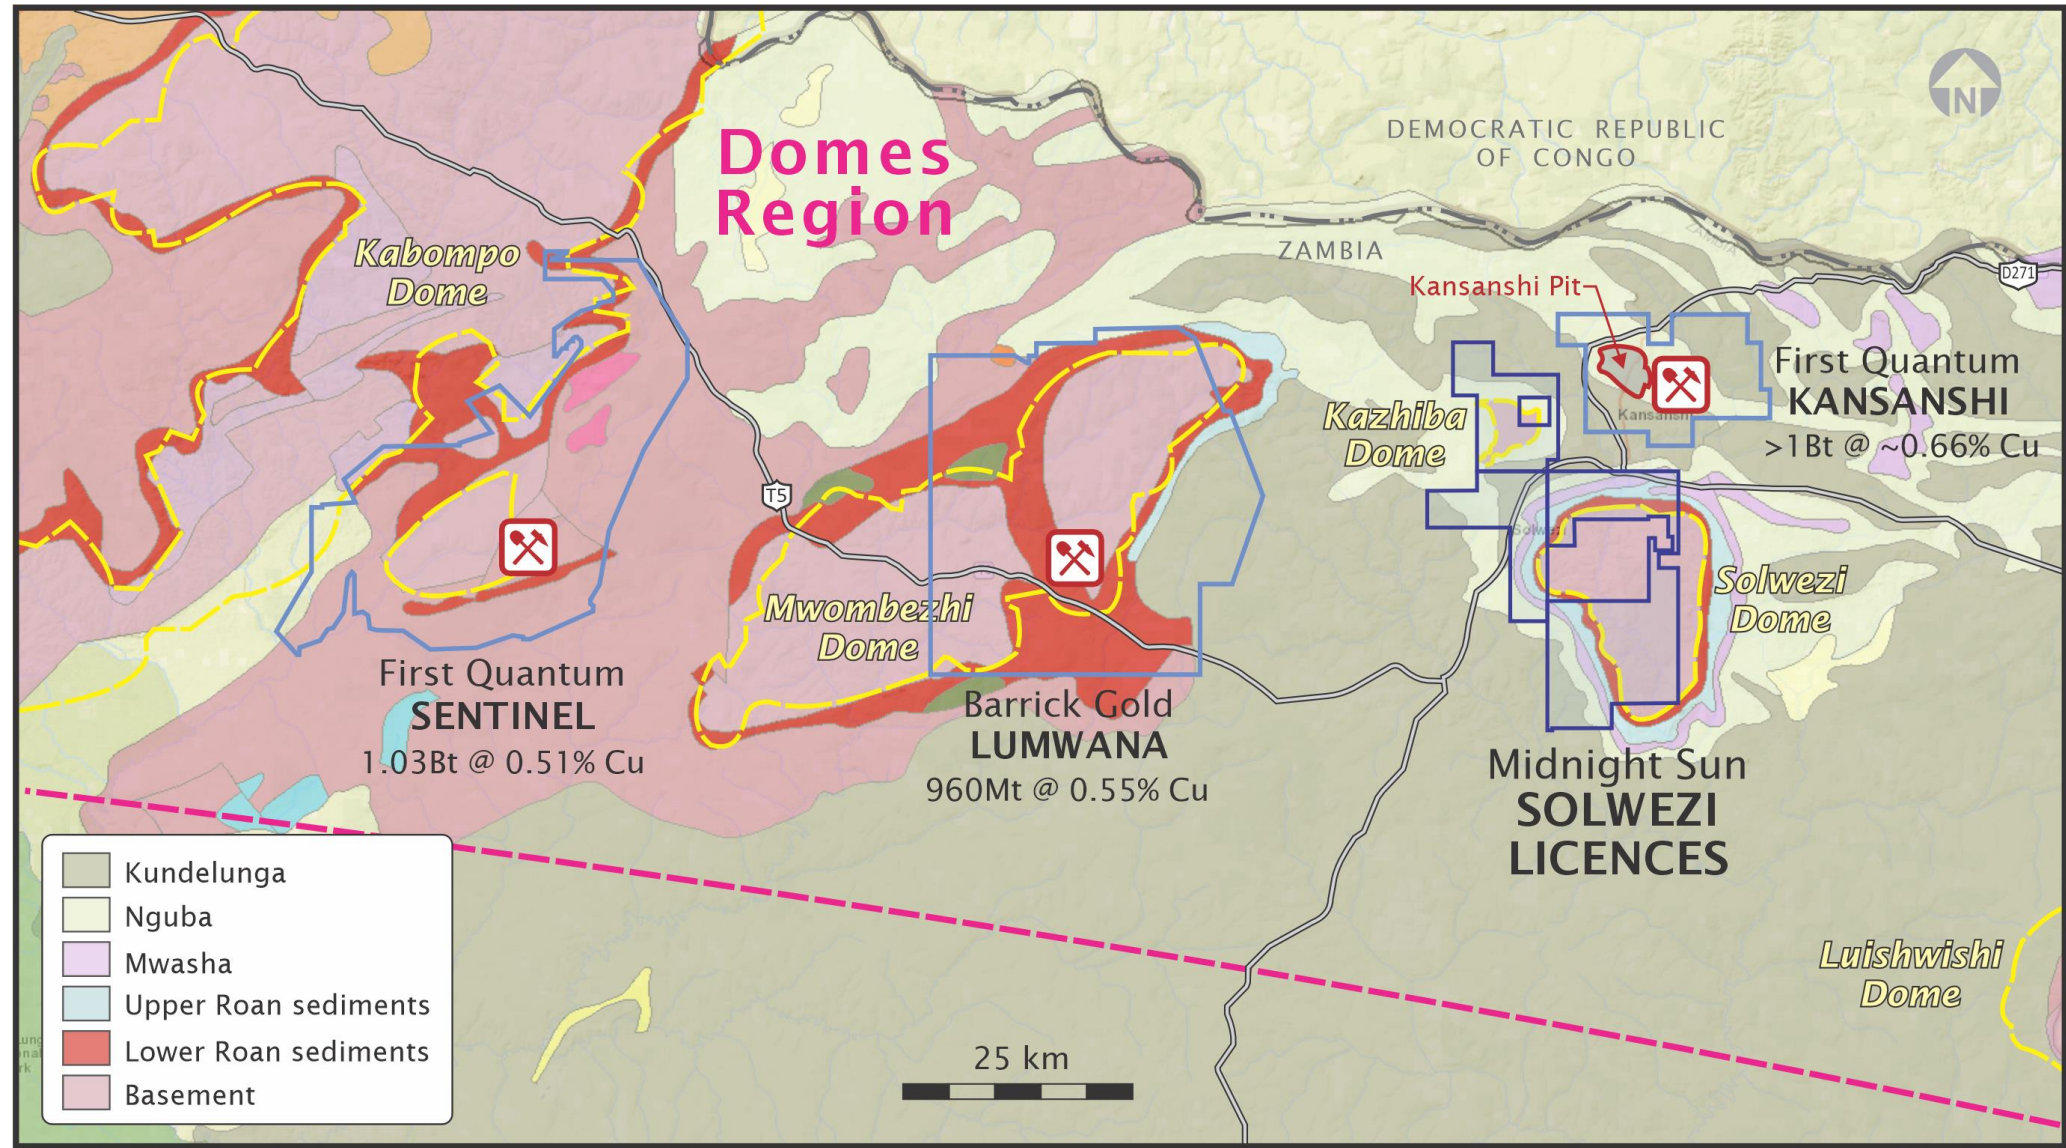 Domes
Region
DEMOCRATIC REPUBLIC
OF CONGO
ZAMBIA
N
D271
Kansanshi Pit
Kabompo
Dome
First Quantum
KANSANSHI
>1Bt @ ~0.66% Cu
Kansanshi
Kazhiba
Dome
T5
Solwezi
Solwezi
Dome
Mwombezhi
Dome
First Quantum
SENTINEL
1.03Bt @ 0.51% Cu
Barrick Gold
LUMWANA
960Mt @ 0.55% Cu
Midnight Sun
SOLWEZI
LICENCES
Luishwishi
Dome
Kundelunga
Nguba
Mwasha
Upper Roan sediments
Lower Roan sediments
Basement
25 km